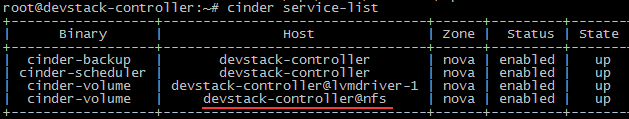 root@devstack-controller:~# cinder service-list
+------------------+-------------------------------+------+---------+-------+
| Binary | Host | Zone | Status | State |
+------------------+-------------------------------+------+---------+-------+
| cinder-backup | devstack-controller | nova | enabled | up |
| cinder-scheduler | devstack-controller | nova | enabled | up |
| cinder-volume | devstack-controller@lvmdriver-1 | nova | enabled | up |
| cinder-volume | devstack-controller@nfs | nova | enabled | up |
+------------------+-------------------------------+------+---------+-------+